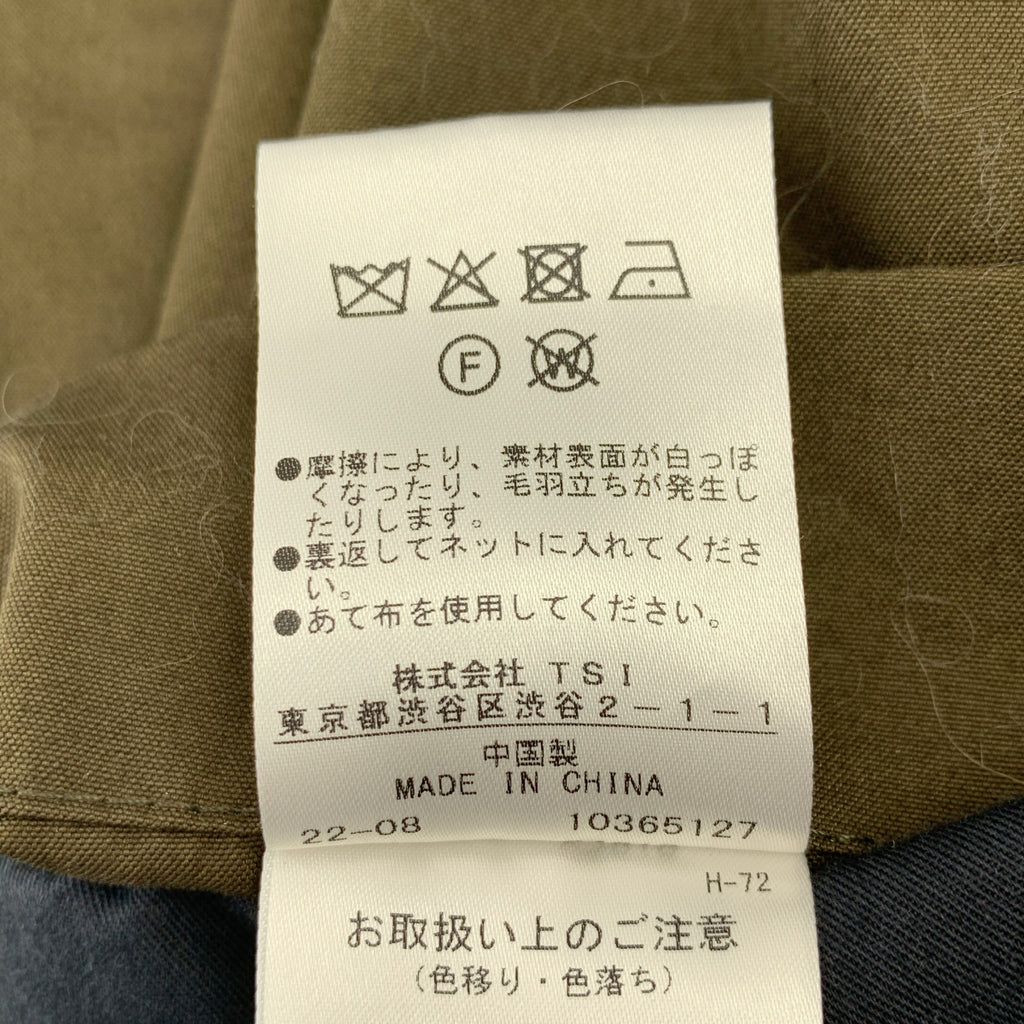 F W
●摩擦により、素材表面が白っぽ
くなったり、毛羽立ちが発生し
たりします。
●裏返してネットに入れてくださ
い。
●あて布を使用してください。
株式会社 TSI
東京都渋谷区渋谷2-1-1
中国製
MADE IN CHINA
22-08 10365127
H-72
お取扱い上のご注意
(色移り・色落ち)